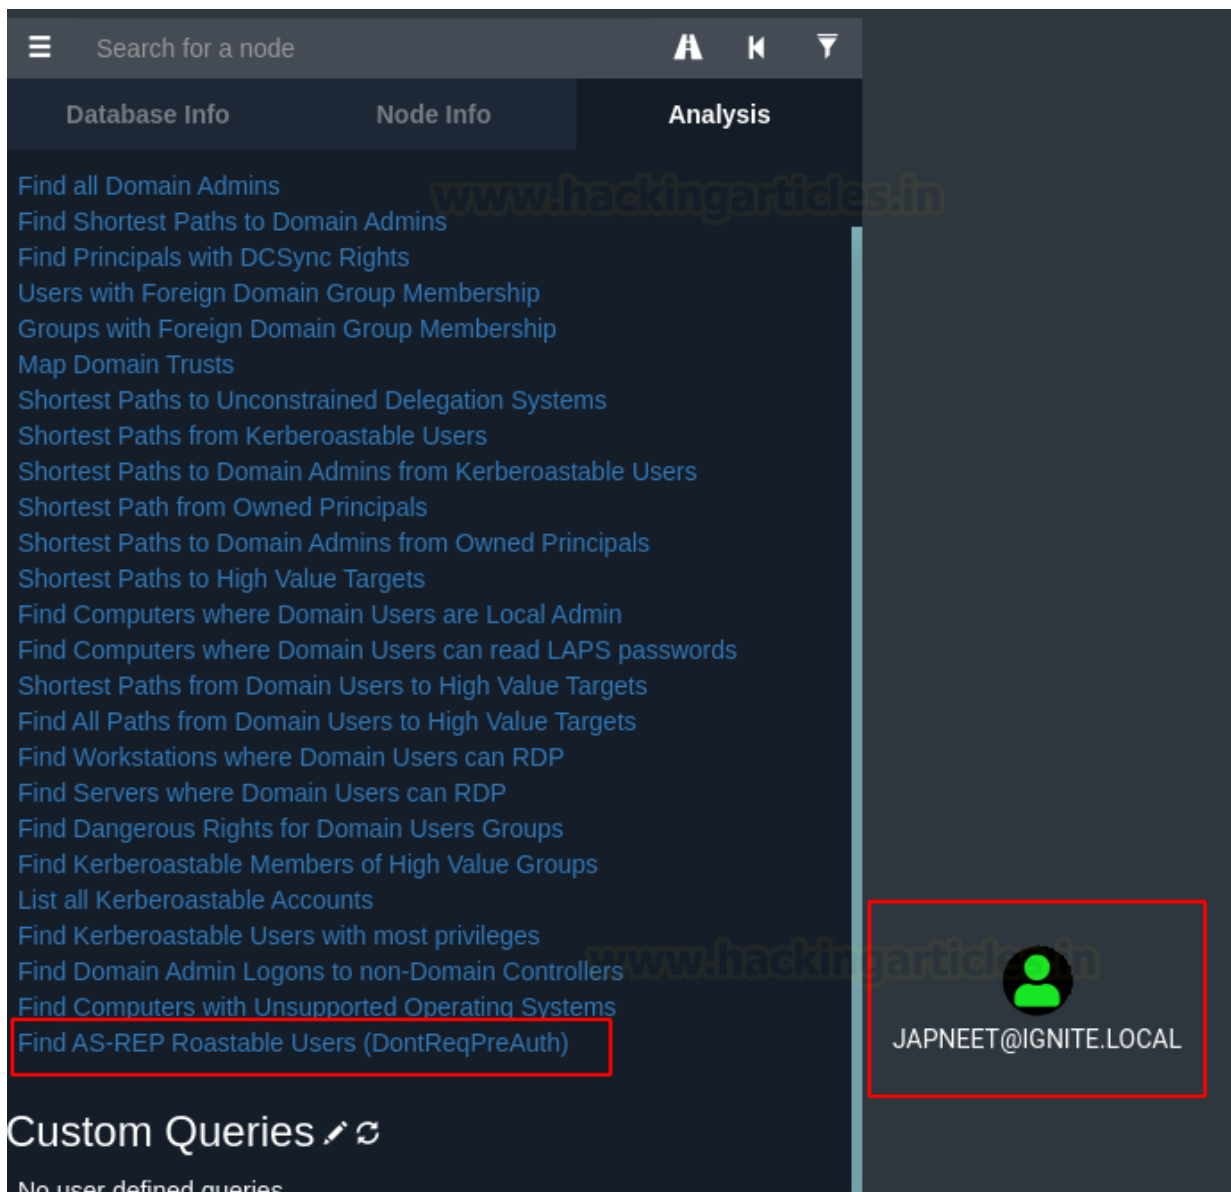 Search for a node
Database Info
Node Info
Analysis
www.hackingarticles.in
Find all Domain Admins
Find Shortest Paths to Domain Admins
Find Principals with DCSync Rights
Users with Foreign Domain Group Membership
Groups with Foreign Domain Group Membership
Map Domain Trusts
Shortest Paths to Unconstrained Delegation Systems
Shortest Paths from Kerberoastable Users
Shortest Paths to Domain Admins from Kerberoastable Users
Shortest Path from Owned Principals
Shortest Paths to Domain Admins from Owned Principals
Shortest Paths to High Value Targets
Find Computers where Domain Users are Local Admin
Find Computers where Domain Users can read LAPS passwords
Shortest Paths from Domain Users to High Value Targets
Find All Paths from Domain Users to High Value Targets
Find Workstations where Domain Users can RDP
Find Servers where Domain Users can RDP
Find Dangerous Rights for Domain Users Groups
Find Kerberoastable Members of High Value Groups
List all Kerberoastable Accounts
Find Kerberoastable Users with most privileges
Find Domain Admin Logons to non-Domain Controllers
www.hackingarticles.in
Find Computers with Unsupported Operating Systems
Find AS-REP Roastable Users (DontReqPreAuth)
JAPNEET@IGNITE.LOCAL
Custom Queries
No user defined queries